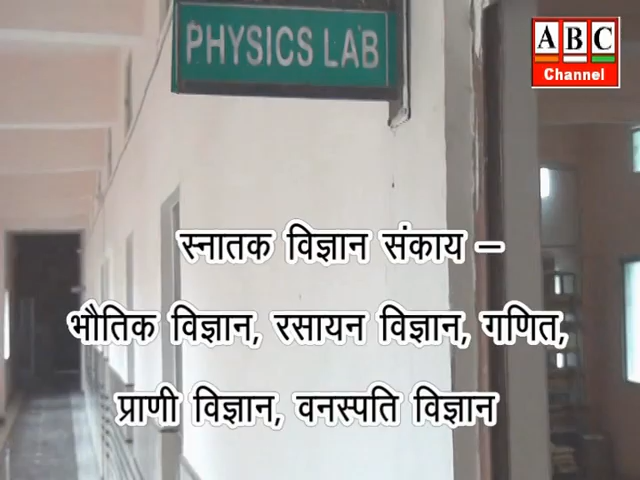 PHYSICS LAB
ABC
Channel
स्नातक विज्ञान संकाय –
भौतिक विज्ञान, रसायन विज्ञान, गणित,
प्राणी विज्ञान, वनस्पति विज्ञान